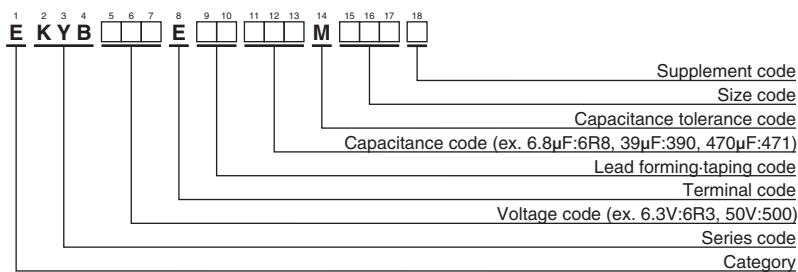 1 2 3 4 5 6 7 8 9 10 11 12 13 14 15 16 17 18
E KYB E M
Supplement code
Size code
Capacitance tolerance code
Capacitance code (ex. 6.8µF:6R8, 39µF:390, 470µF:471)
Lead forming·taping code
Terminal code
Voltage code (ex. 6.3V:6R3, 50V:500)
Series code
Category